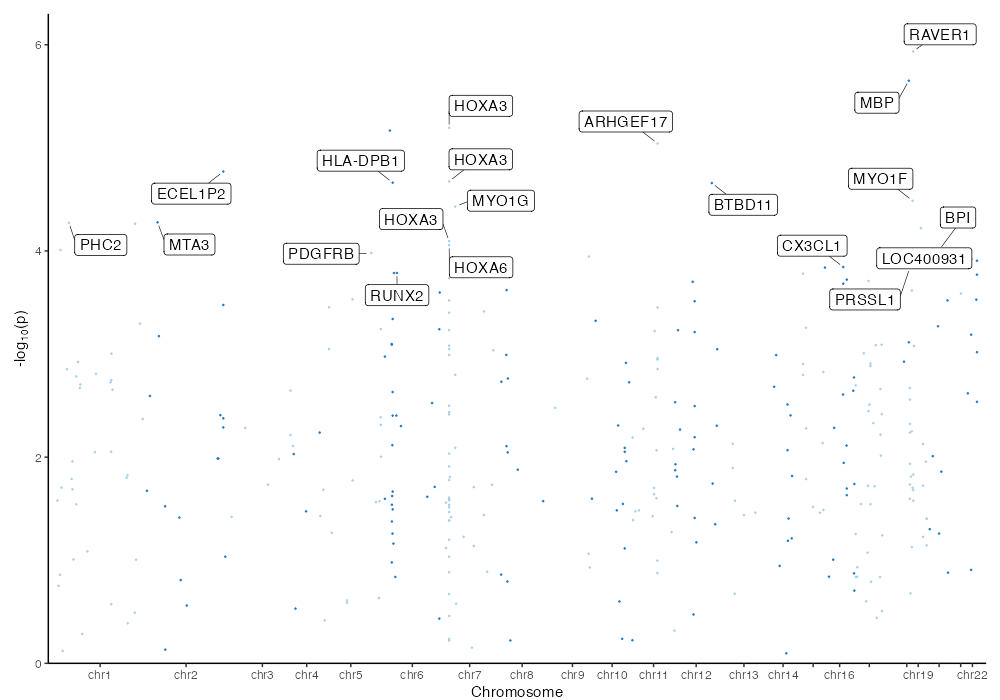 RAVER1
MBP
HOXA3
ARHGEF17
HLA-DPB1
HOXA3
ECEL1P2
MYO1F
MYO1G
BTBD11
HOXA3
BPI
PHC2
MTA3
PDGFRB
CX3CL1
LOC400931
HOXA6
RUNX2
PRSSL1
6
4
2
0
-log10(p)
chr1 chr2 chr3 chr4 chr5 chr6 chr7 chr8 chr9 chr10 chr11 chr12 chr13 chr14 chr16 chr19 chr22
Chromosome